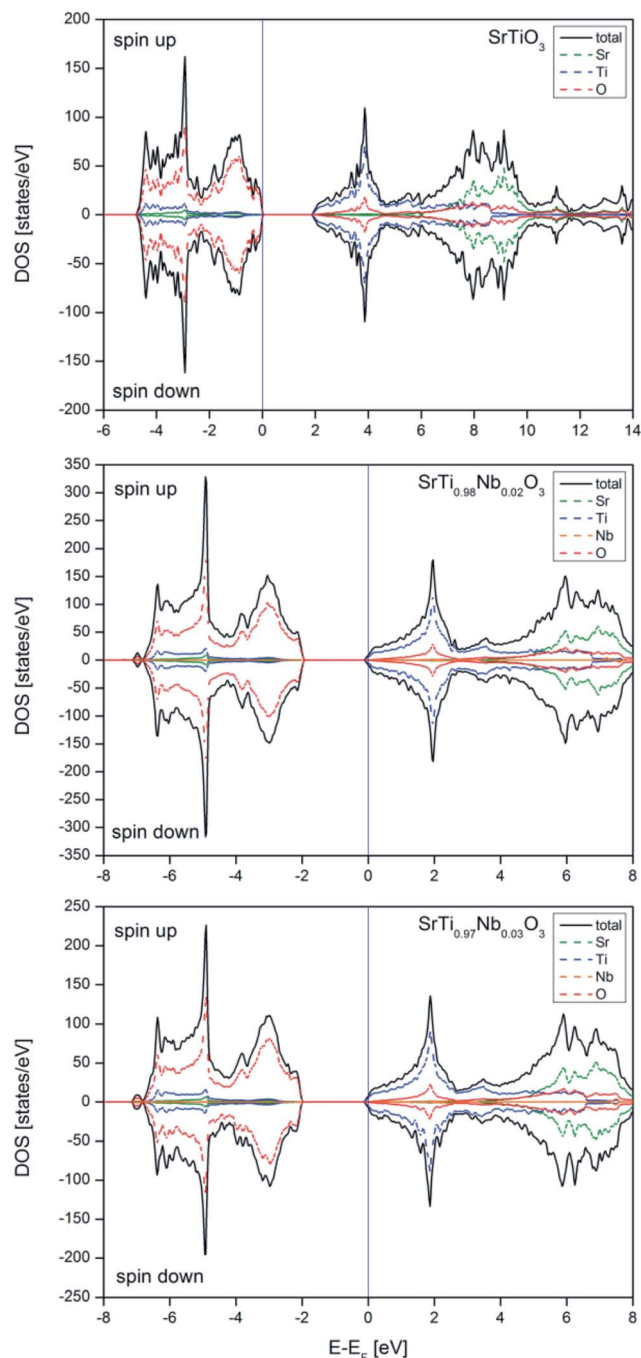 spin up
SrTiO₃
total
Sr
Ti
O
DOS [states/eV]
200
150
100
50
0
-50
-100
-150
-200
spin down
-6 -4 -2 0 2 4 6 8 10 12 14
spin up
SrTi₀.₉₈Nb₀.₀₂O₃
total
Sr
Ti
Nb
O
DOS [states/eV]
350
300
250
200
150
100
50
0
-50
-100
-150
-200
-250
-300
-350
spin down
-8 -6 -4 -2 0 2 4 6 8
spin up
SrTi₀.₉₇Nb₀.₀₃O₃
total
Sr
Ti
Nb
O
DOS [states/eV]
250
200
150
100
50
0
-50
-100
-150
-200
-250
spin down
-8 -6 -4 -2 0 2 4 6 8
E-E_F [eV]